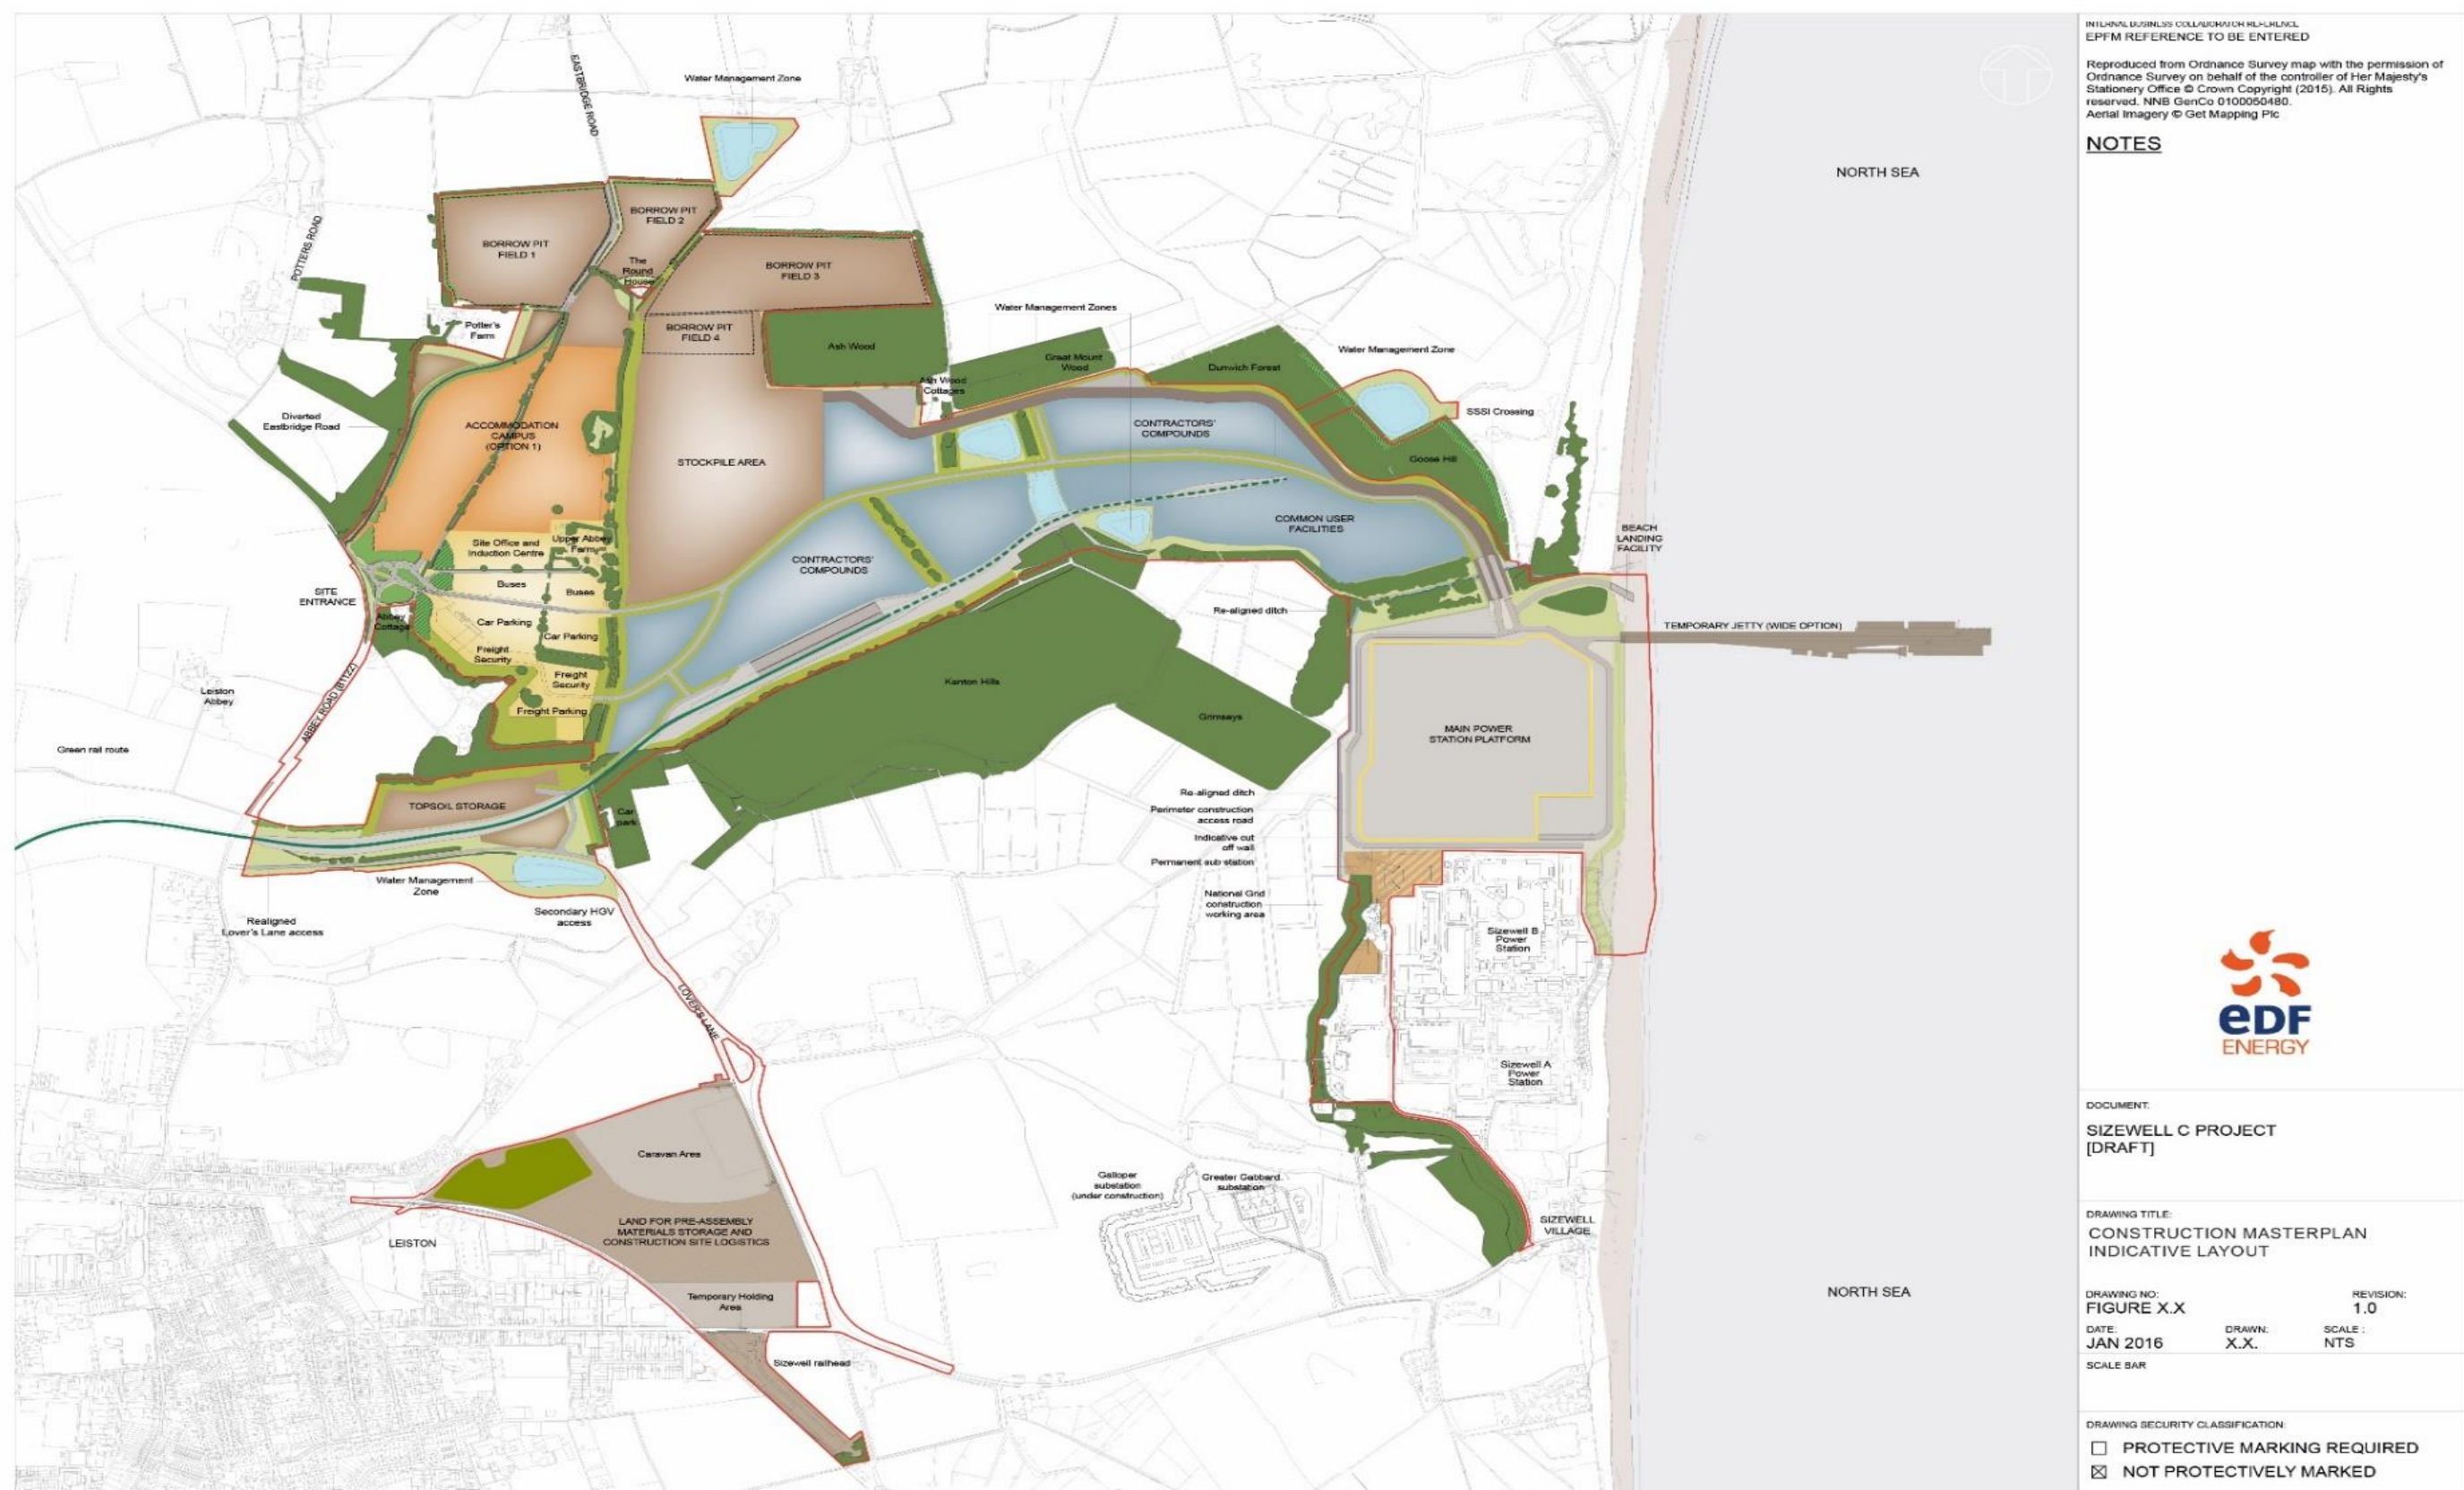 Water Management Zone
EASTBRIDGE ROAD
NORTH SEA
POTTERS ROAD
BORROW PIT
FIELD 1
BORROW PIT
FIELD 2
The
Round
House
BORROW PIT
FIELD 3
Potter's
Farm
BORROW PIT
FIELD 4
Ash Wood
Water Management Zones
Great Mount
Wood
Ash Wood
Cottages
Dunwich Forest
Water Management Zone
SSSI Crossing
Diverted
Eastbridge Road
ACCOMMODATION
CAMPUS
(OPTION 1)
STOCKPILE AREA
CONTRACTORS'
COMPOUNDS
Goose Hill
COMMON USER
FACILITIES
BEACH
LANDING
FACILITY
Site Office and
Induction Centre
Upper Abbey
Farm
CONTRACTORS'
COMPOUNDS
SITE
ENTRANCE
Buses
Buses
Abbey
Cottage
Car Parking
Car Parking
Re-aligned ditch
TEMPORARY JETTY (WIDE OPTION)
Freight
Security
Freight
Security
Freight Parking
Leiston
Abbey
ABBEY ROAD (B1122)
Kenton Hills
Grimseys
MAIN POWER
STATION PLATFORM
Green rail route
TOPSOIL STORAGE
Car
park
Re-aligned ditch
Perimeter construction
access road
Indicative cut
off wall
Permanent sub station
National Grid
construction
working area
Water Management
Zone
Realigned
Lover's Lane access
Secondary HGV
access
LOVER'S LANE
Sizewell B
Power
Station
Sizewell A
Power
Station
Caravan Area
LAND FOR PRE-ASSEMBLY
MATERIALS STORAGE AND
CONSTRUCTION SITE LOGISTICS
LEISTON
Galloper
substation
(under construction)
Greater Gabbard
substation
SIZEWELL
VILLAGE
Temporary Holding
Area
Sizewell railhead
NORTH SEA
INTERNAL BUSINESS COLLABORATOR REFERENCE
EPFM REFERENCE TO BE ENTERED
Reproduced from Ordnance Survey map with the permission of
Ordnance Survey on behalf of the controller of Her Majesty's
Stationery Office © Crown Copyright (2015). All Rights
reserved. NNB GenCo 0100050480.
Aerial Imagery © Get Mapping Plc
NOTES
eDF
ENERGY
DOCUMENT:
SIZEWELL C PROJECT
[DRAFT]
DRAWING TITLE:
CONSTRUCTION MASTERPLAN
INDICATIVE LAYOUT
DRAWING NO: REVISION:
FIGURE X.X 1.0
DATE: DRAWN: SCALE :
JAN 2016 X.X. NTS
SCALE BAR
DRAWING SECURITY CLASSIFICATION:
PROTECTIVE MARKING REQUIRED
NOT PROTECTIVELY MARKED